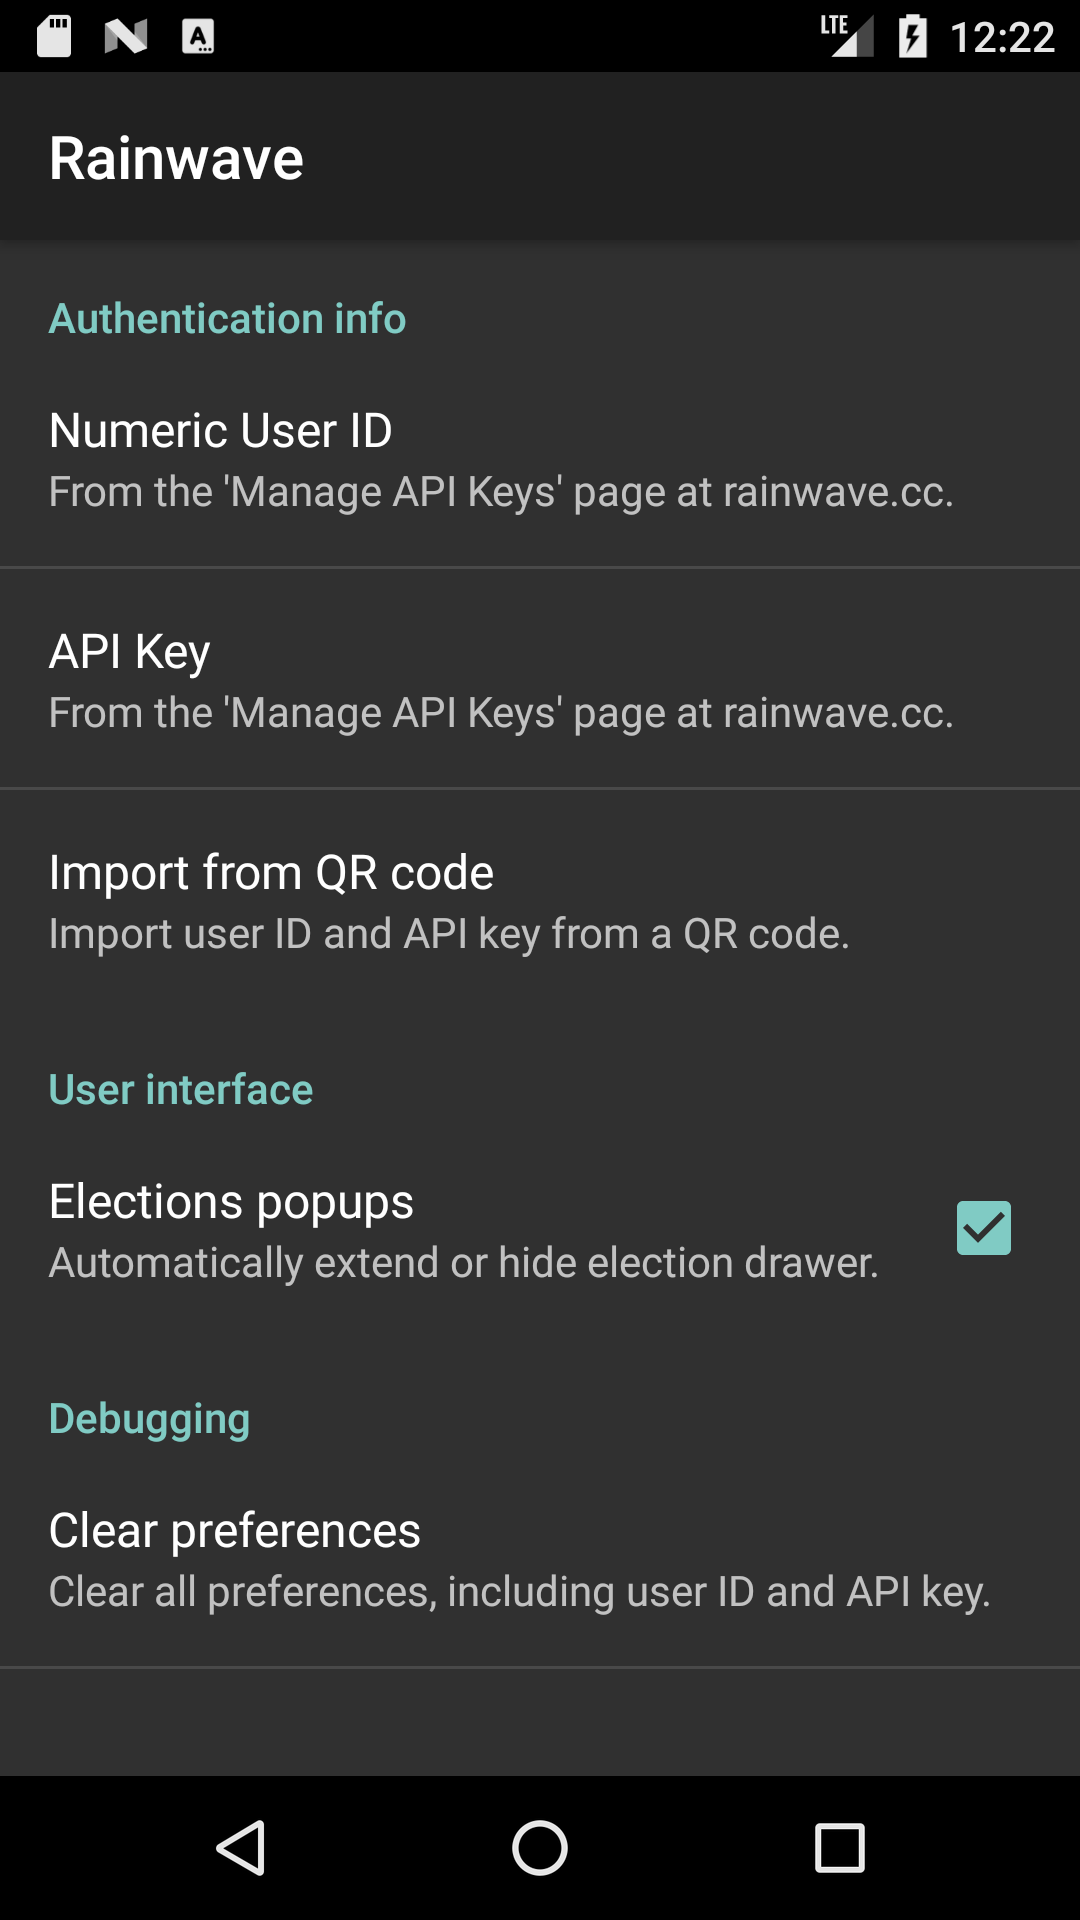 LTE 12:22
Rainwave
Authentication info
Numeric User ID
From the 'Manage API Keys' page at rainwave.cc.
API Key
From the 'Manage API Keys' page at rainwave.cc.
Import from QR code
Import user ID and API key from a QR code.
User interface
Elections popups
Automatically extend or hide election drawer.
Debugging
Clear preferences
Clear all preferences, including user ID and API key.